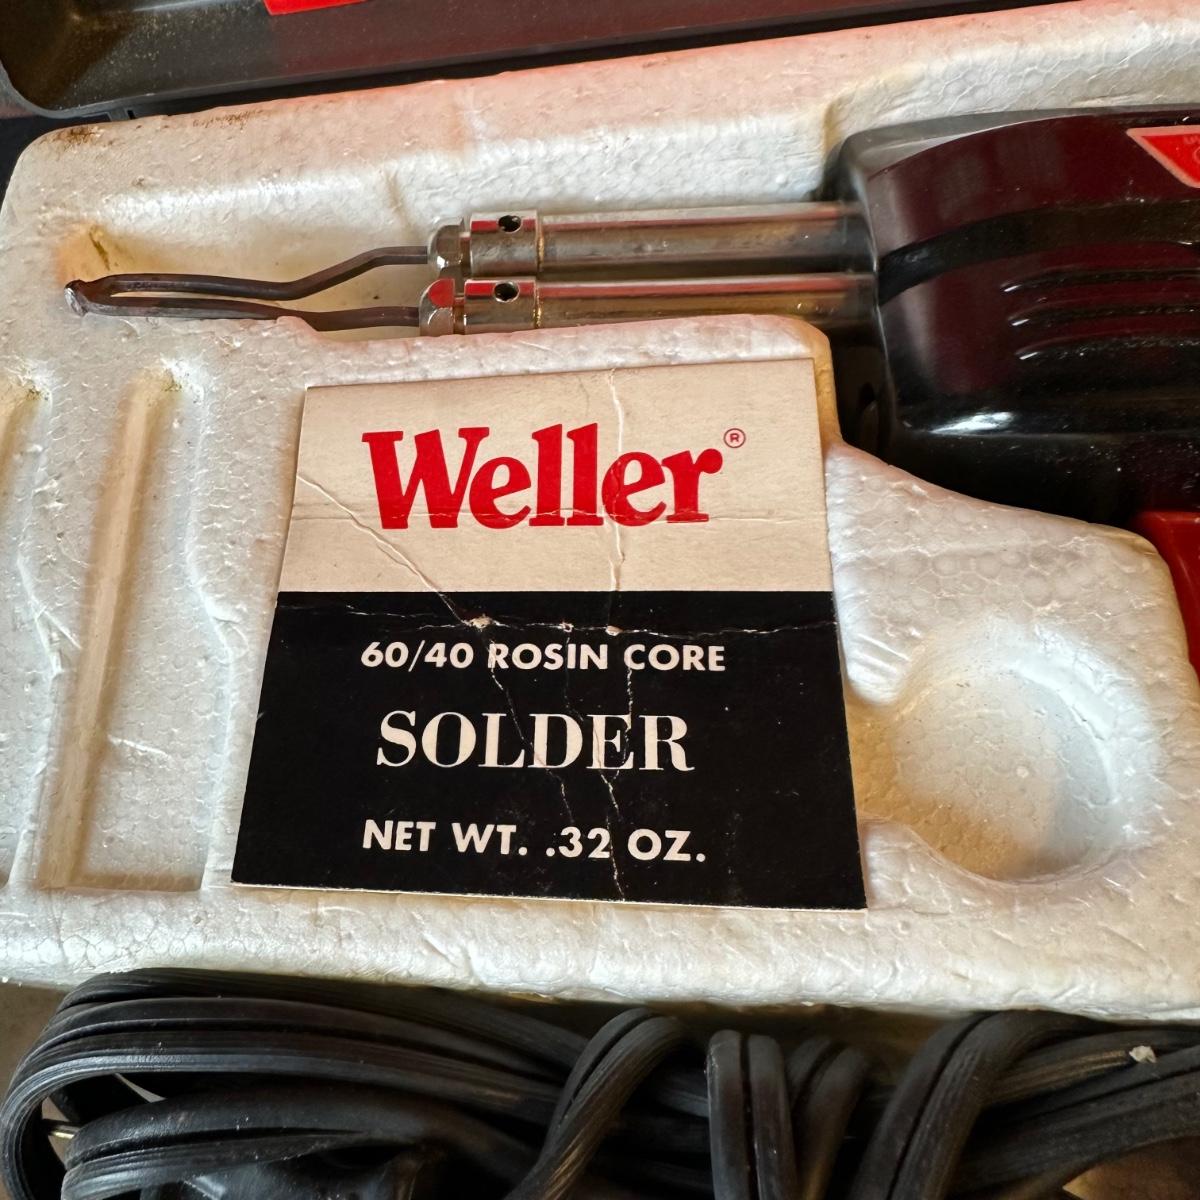 Weller®
60/40 ROSIN CORE
SOLDER
NET WT. .32 OZ.